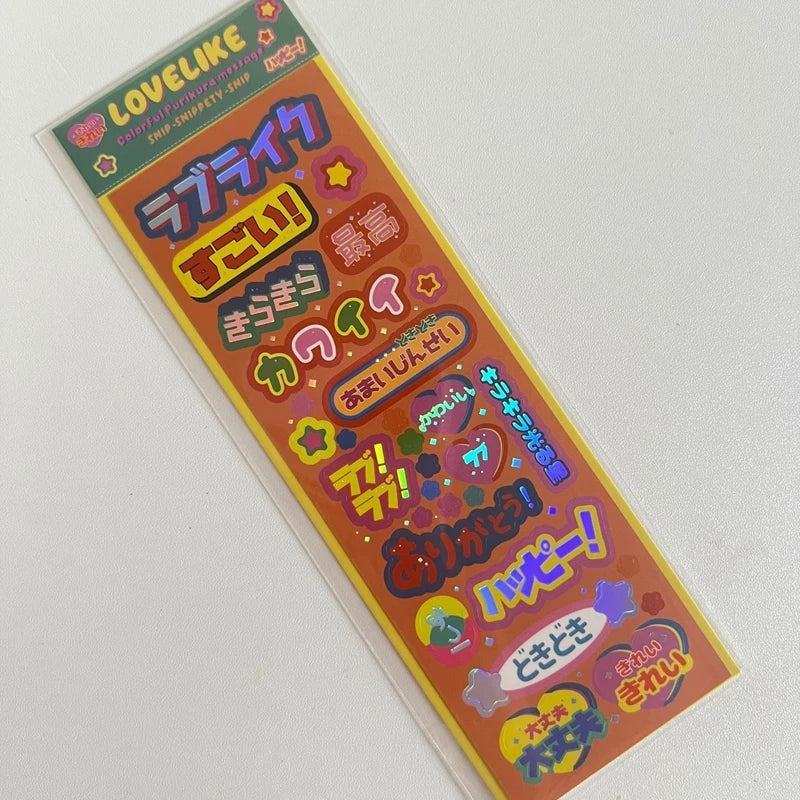 LOVELIKE
Colorful Purikura message
SNIP-SNIPPETY-SNIP
ハッピー!
きれい
ラブライク
すごい!
最高
きらきら
カワイイ
どきどき
あまいじんせい
かわいい
キラキラ光る星
ラブ!
ラブ!
ありがとう!
ハッピー!
どきどき
きれい
きれい
大丈夫
大丈夫